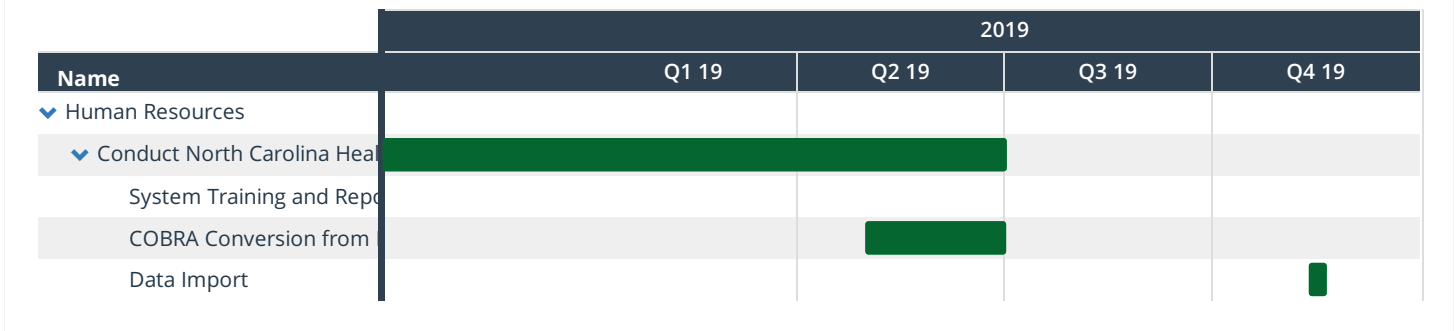 2019
Name Q1 19 Q2 19 Q3 19 Q4 19
Human Resources
Conduct North Carolina Heal
System Training and Repo
COBRA Conversion from
Data Import